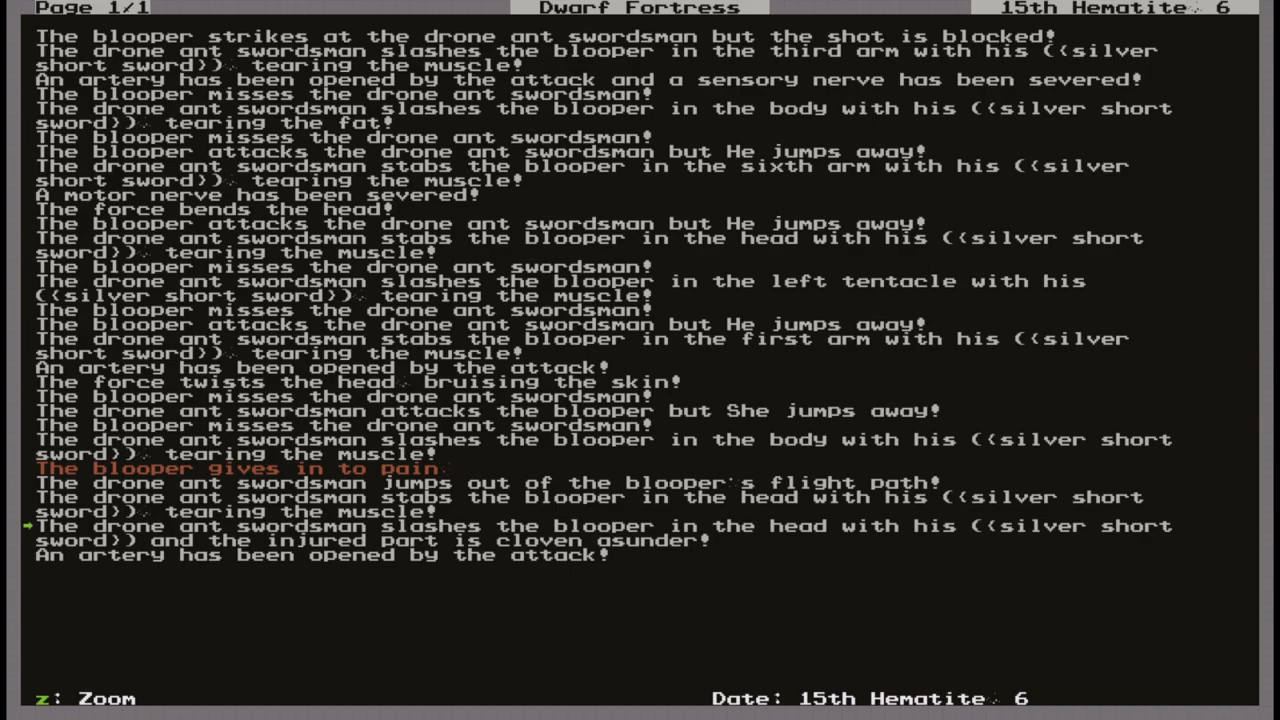 Page 1/1 Dwarf Fortress 15th Hematite, 6
The blooper strikes at the drone ant swordsman but the shot is blocked!
The drone ant swordsman slashes the blooper in the third arm with his (<silver
short sword>), tearing the muscle!
An artery has been opened by the attack and a sensory nerve has been severed!
The blooper misses the drone ant swordsman!
The drone ant swordsman slashes the blooper in the body with his (<silver short
sword>), tearing the fat!
The blooper misses the drone ant swordsman!
The blooper attacks the drone ant swordsman but He jumps away!
The drone ant swordsman stabs the blooper in the sixth arm with his (<silver
short sword>), tearing the muscle!
A motor nerve has been severed!
The force bends the head!
The blooper attacks the drone ant swordsman but He jumps away!
The drone ant swordsman stabs the blooper in the head with his (<silver short
sword>), tearing the muscle!
The blooper misses the drone ant swordsman!
The drone ant swordsman slashes the blooper in the left tentacle with his
(<silver short sword>), tearing the muscle!
The blooper misses the drone ant swordsman!
The blooper attacks the drone ant swordsman but He jumps away!
The drone ant swordsman stabs the blooper in the first arm with his (<silver
short sword>), tearing the muscle!
An artery has been opened by the attack!
The force twists the head, bruising the skin!
The blooper misses the drone ant swordsman!
The drone ant swordsman attacks the blooper but She jumps away!
The blooper misses the drone ant swordsman!
The drone ant swordsman slashes the blooper in the body with his (<silver short
sword>), tearing the muscle!
The blooper gives in to pain.
The drone ant swordsman jumps out of the blooper's flight path!
The drone ant swordsman stabs the blooper in the head with his (<silver short
sword>), tearing the muscle!
The drone ant swordsman slashes the blooper in the head with his (<silver short
sword>) and the injured part is cloven asunder!
An artery has been opened by the attack!
z: Zoom Date: 15th Hematite, 6